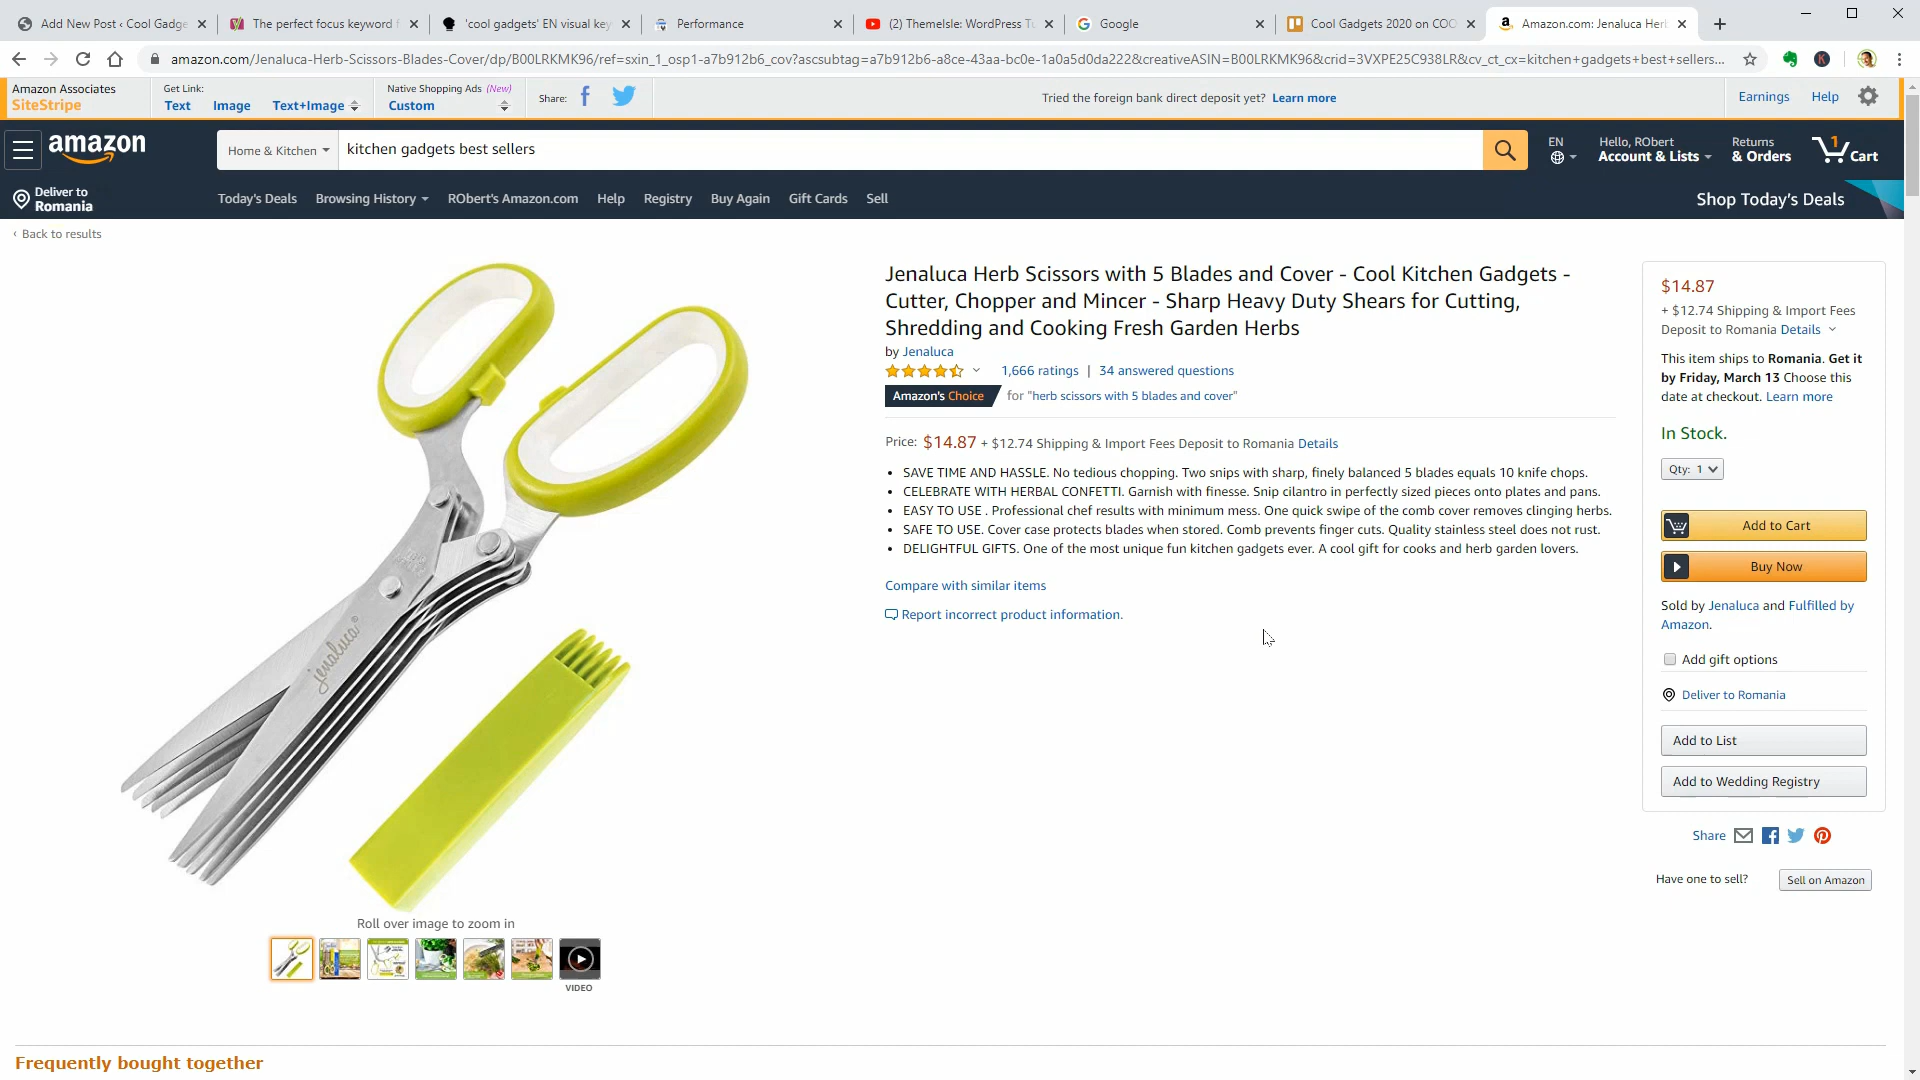 Add New Post ‹ Cool Gadge
The perfect focus keyword f
'cool gadgets' EN visual key
Performance
(2) ThemeIsle: WordPress Tu
Google
Cool Gadgets 2020 on COO
Amazon.com: Jenaluca Her
amazon.com/Jenaluca-Herb-Scissors-Blades-Cover/dp/B00LRKMK96/ref=sxin_1_osp1-a7b912b6_cov?ascsubtag=a7b912b6-a8ce-43aa-bc0e-1a0a5d0da222&creativeASIN=B00LRKMK96&crid=3VXPE25C938LR&cv_ct_cx=kitchen+gadgets+best+sellers...
Amazon Associates
SiteStripe
Get Link:
Text Image Text+Image
Native Shopping Ads (New)
Custom
Share:
Tried the foreign bank direct deposit yet? Learn more
Earnings Help
amazon
Home & Kitchen
kitchen gadgets best sellers
EN
Hello, RObert
Account & Lists
Returns
& Orders
1
Cart
Deliver to
Romania
Today's Deals Browsing History RObert's Amazon.com Help Registry Buy Again Gift Cards Sell
Shop Today's Deals
‹ Back to results
Jenaluca Herb Scissors with 5 Blades and Cover - Cool Kitchen Gadgets -
Cutter, Chopper and Mincer - Sharp Heavy Duty Shears for Cutting,
Shredding and Cooking Fresh Garden Herbs
by Jenaluca
1,666 ratings | 34 answered questions
Amazon's Choice for "herb scissors with 5 blades and cover"
Price: $14.87 + $12.74 Shipping & Import Fees Deposit to Romania Details
• SAVE TIME AND HASSLE. No tedious chopping. Two snips with sharp, finely balanced 5 blades equals 10 knife chops.
• CELEBRATE WITH HERBAL CONFETTI. Garnish with finesse. Snip cilantro in perfectly sized pieces onto plates and pans.
• EASY TO USE . Professional chef results with minimum mess. One quick swipe of the comb cover removes clinging herbs.
• SAFE TO USE. Cover case protects blades when stored. Comb prevents finger cuts. Quality stainless steel does not rust.
• DELIGHTFUL GIFTS. One of the most unique fun kitchen gadgets ever. A cool gift for cooks and herb garden lovers.
Compare with similar items
Report incorrect product information.
jenaluca®
Roll over image to zoom in
VIDEO
$14.87
+ $12.74 Shipping & Import Fees
Deposit to Romania Details
This item ships to Romania. Get it
by Friday, March 13 Choose this
date at checkout. Learn more
In Stock.
Qty: 1
Add to Cart
Buy Now
Sold by Jenaluca and Fulfilled by
Amazon.
Add gift options
Deliver to Romania
Add to List
Add to Wedding Registry
Share
Have one to sell?
Sell on Amazon
Frequently bought together